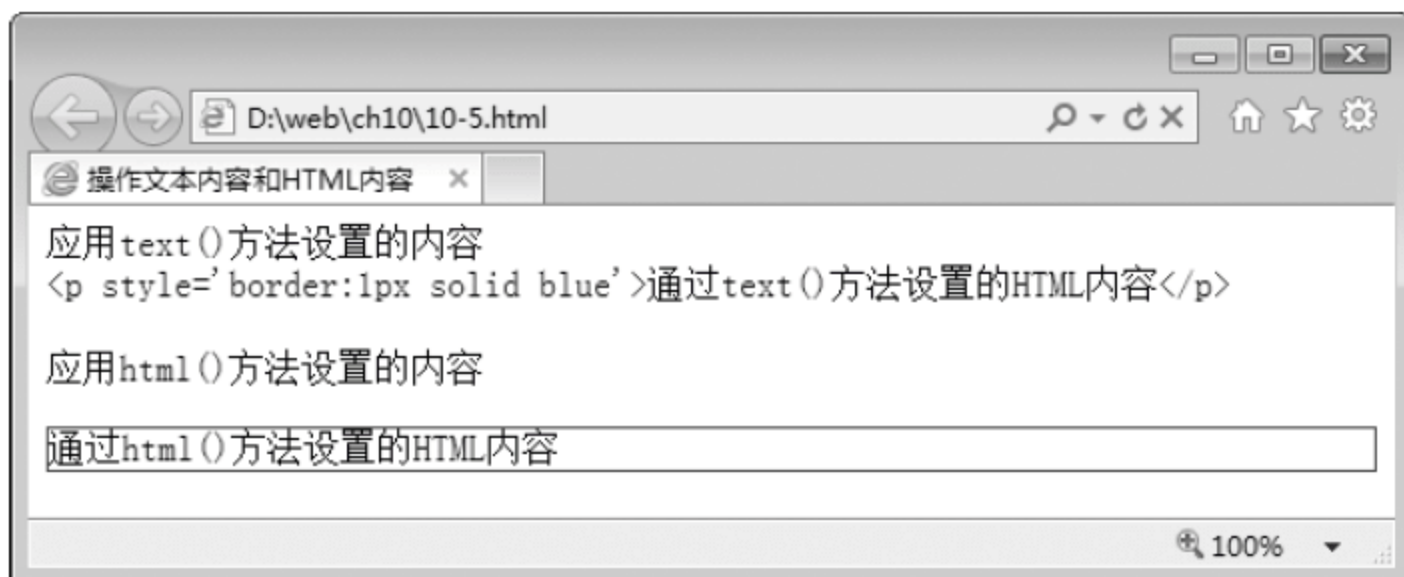 D:\web\ch10\10-5.html
操作文本内容和HTML内容
应用text()方法设置的内容
<p style='border:1px solid blue'>通过text()方法设置的HTML内容</p>
应用html()方法设置的内容
通过html()方法设置的HTML内容
100%